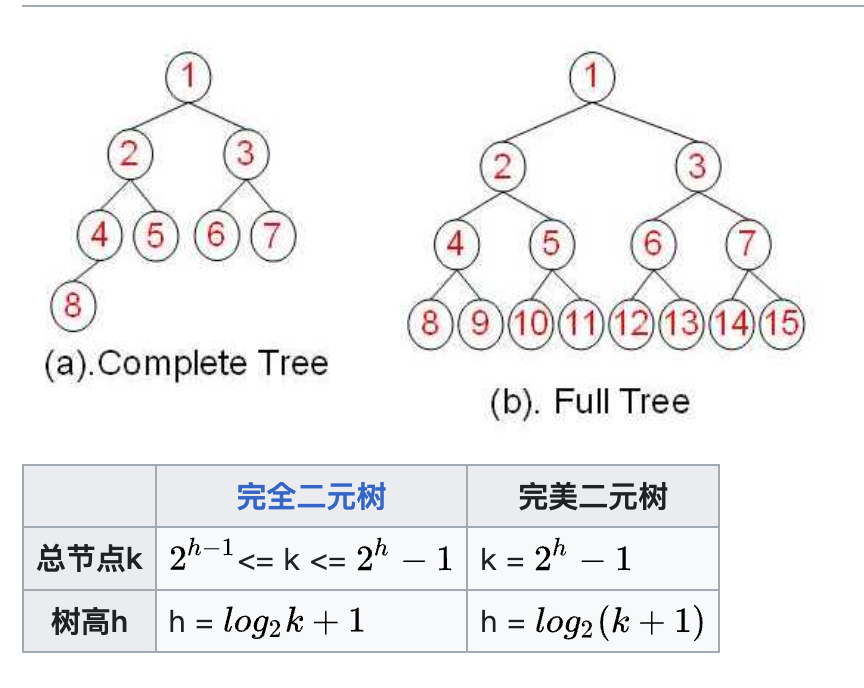 1
1
2 3
2 3
4 5 6 7
4 5 6 7
8
8 9 10 11 12 13 14 15
(a).Complete Tree
(b). Full Tree
完全二元树 完美二元树
总节点k 2^{h-1}<= k <= 2^h − 1 k = 2^h − 1
树高h h = log_2k + 1 h = log_2(k + 1)